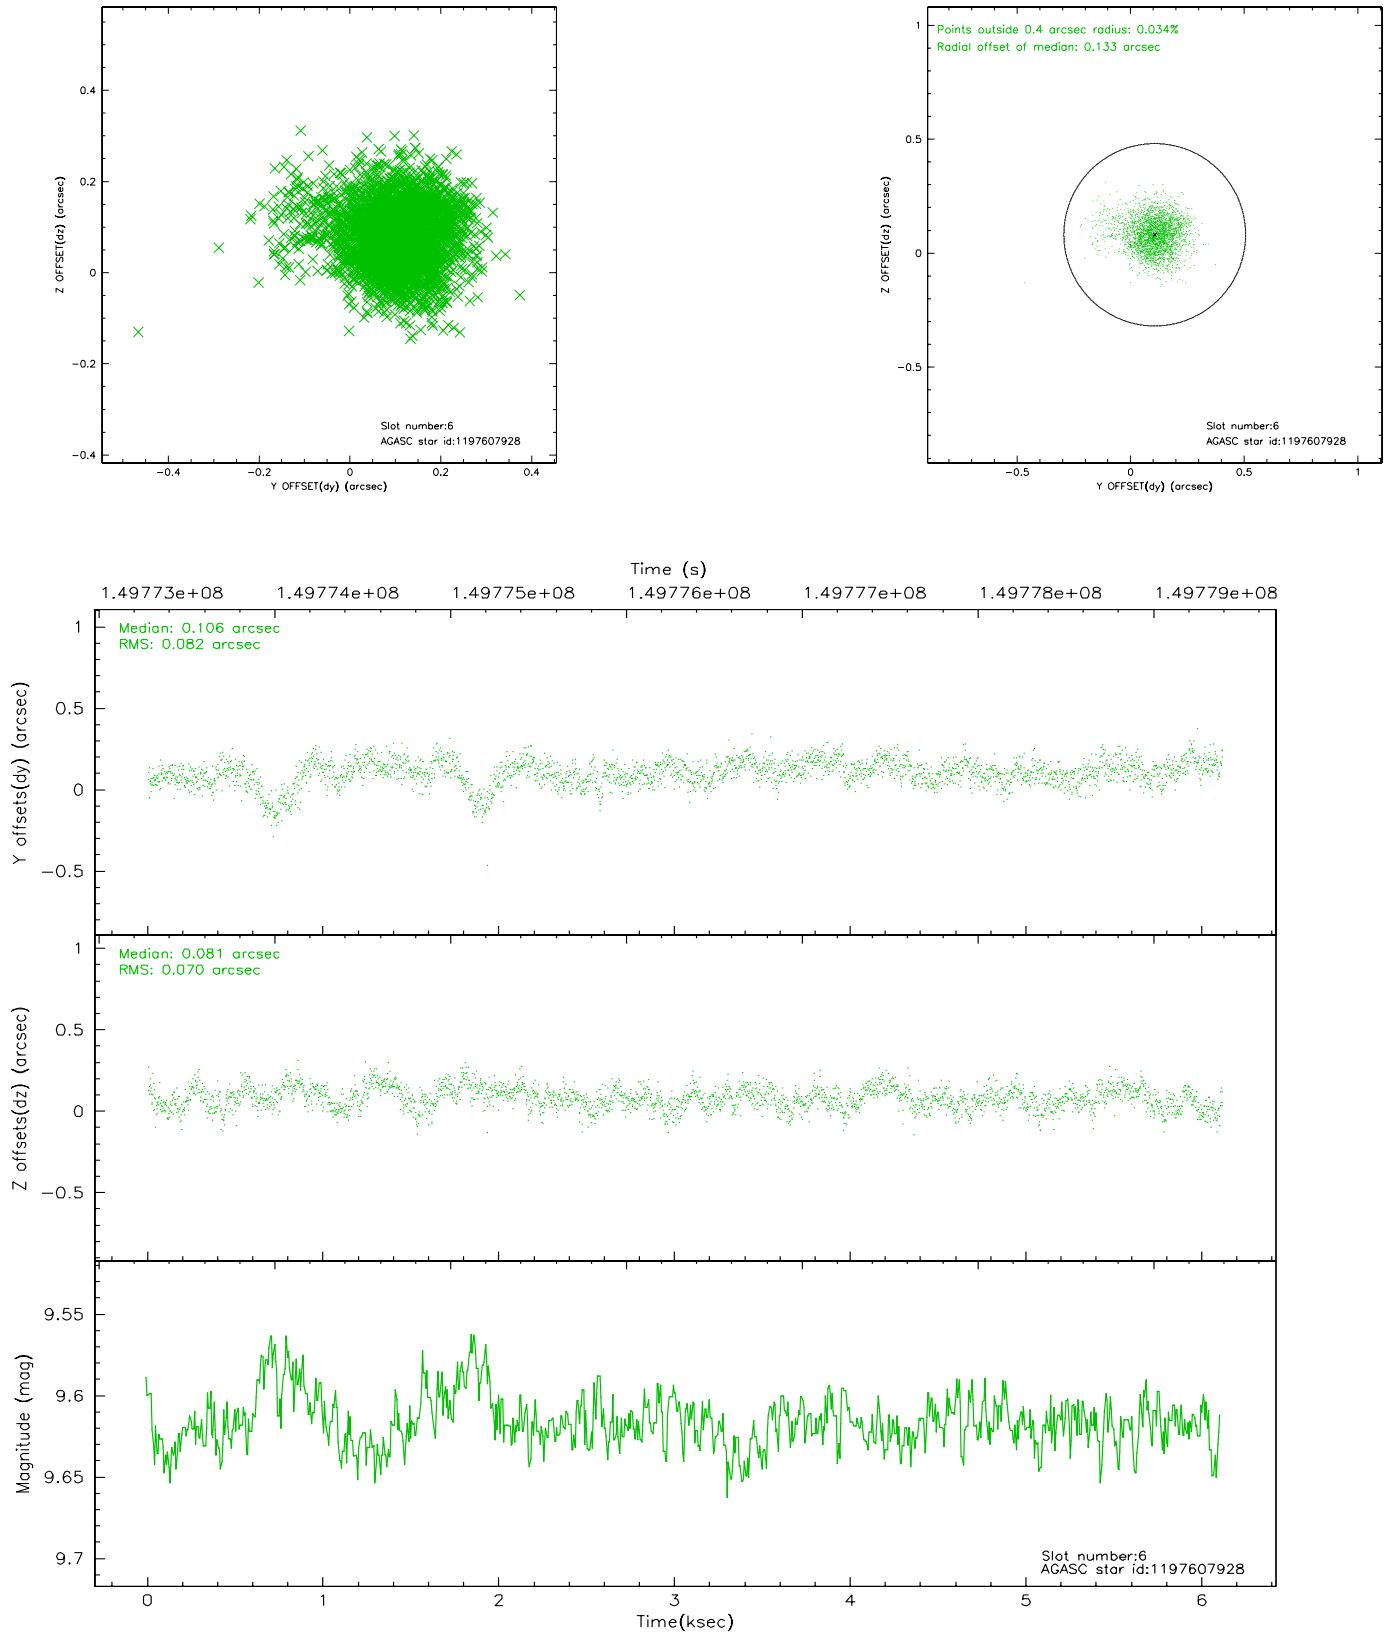 0.4
0.2
0
−0.2
−0.4
Z OFFSET(dz) (arcsec)
Slot number:6
AGASC star id:1197607928
−0.4
−0.2
0
0.2
0.4
Y OFFSET(dy) (arcsec)
Points outside 0.4 arcsec radius: 0.034%
Radial offset of median: 0.133 arcsec
1
0.5
0
−0.5
Z OFFSET(dz) (arcsec)
Slot number:6
AGASC star id:1197607928
−0.5
0
0.5
1
Y OFFSET(dy) (arcsec)
Time (s)
1.49773e+08
1.49774e+08
1.49775e+08
1.49776e+08
1.49777e+08
1.49778e+08
1.49779e+08
Median: 0.106 arcsec
RMS: 0.082 arcsec
1
0.5
0
−0.5
Y offsets(dy) (arcsec)
Median: 0.081 arcsec
RMS: 0.070 arcsec
1
0.5
0
−0.5
Z offsets(dz) (arcsec)
9.55
9.6
9.65
9.7
Magnitude (mag)
Slot number:6
AGASC star id:1197607928
0
1
2
3
4
5
6
Time(ksec)